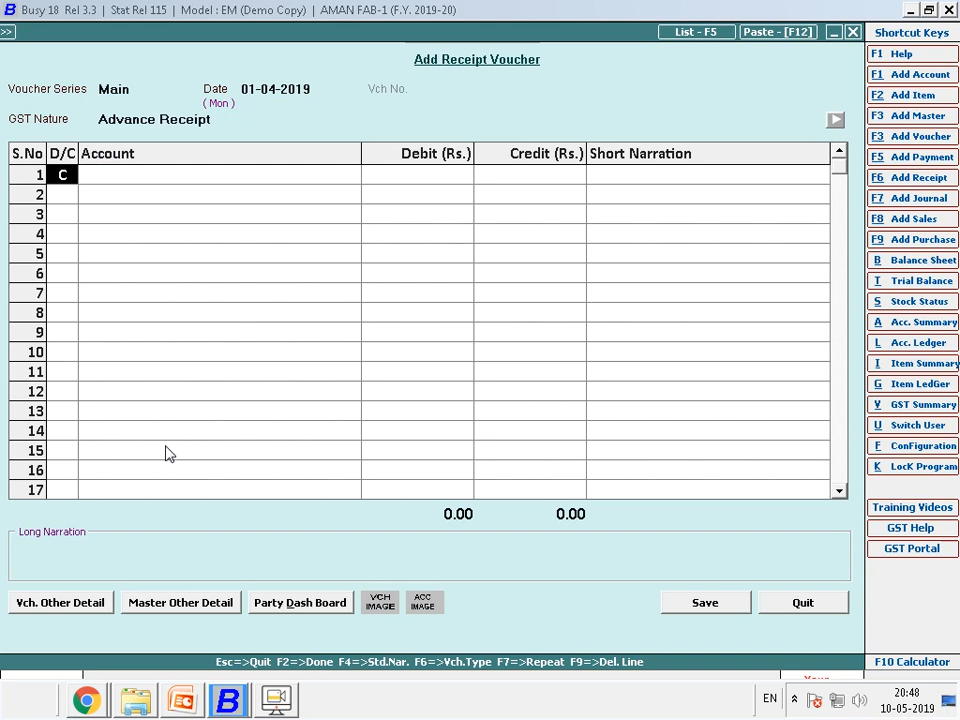 Busy 18 Rel 3.3 | Stat Rel 115 | Model : EM (Demo Copy) | AMAN FAB-1 (F.Y. 2019-20)
>> List - F5 Paste - [F12]
Add Receipt Voucher
Voucher Series Main Date 01-04-2019 Vch No.
( Mon )
GST Nature Advance Receipt
S.No D/C Account Debit (Rs.) Credit (Rs.) Short Narration
1 C
2
3
4
5
6
7
8
9
10
11
12
13
14
15
16
17
0.00 0.00
Long Narration
Vch. Other Detail Master Other Detail Party Dash Board VCH IMAGE ACC IMAGE Save Quit
Esc=>Quit F2=>Done F4=>Std.Nar. F6=>Vch.Type F7=>Repeat F9=>Del. Line
Shortcut Keys
F1 Help
F1 Add Account
F2 Add Item
F3 Add Master
F3 Add Voucher
F5 Add Payment
F6 Add Receipt
F7 Add Journal
F8 Add Sales
F9 Add Purchase
B Balance Sheet
T Trial Balance
S Stock Status
A Acc. Summary
L Acc. Ledger
I Item Summary
G Item LedGer
V GST Summary
U Switch User
F ConFiguration
K LocK Program
Training Videos
GST Help
GST Portal
F10 Calculator
EN
20:48
10-05-2019